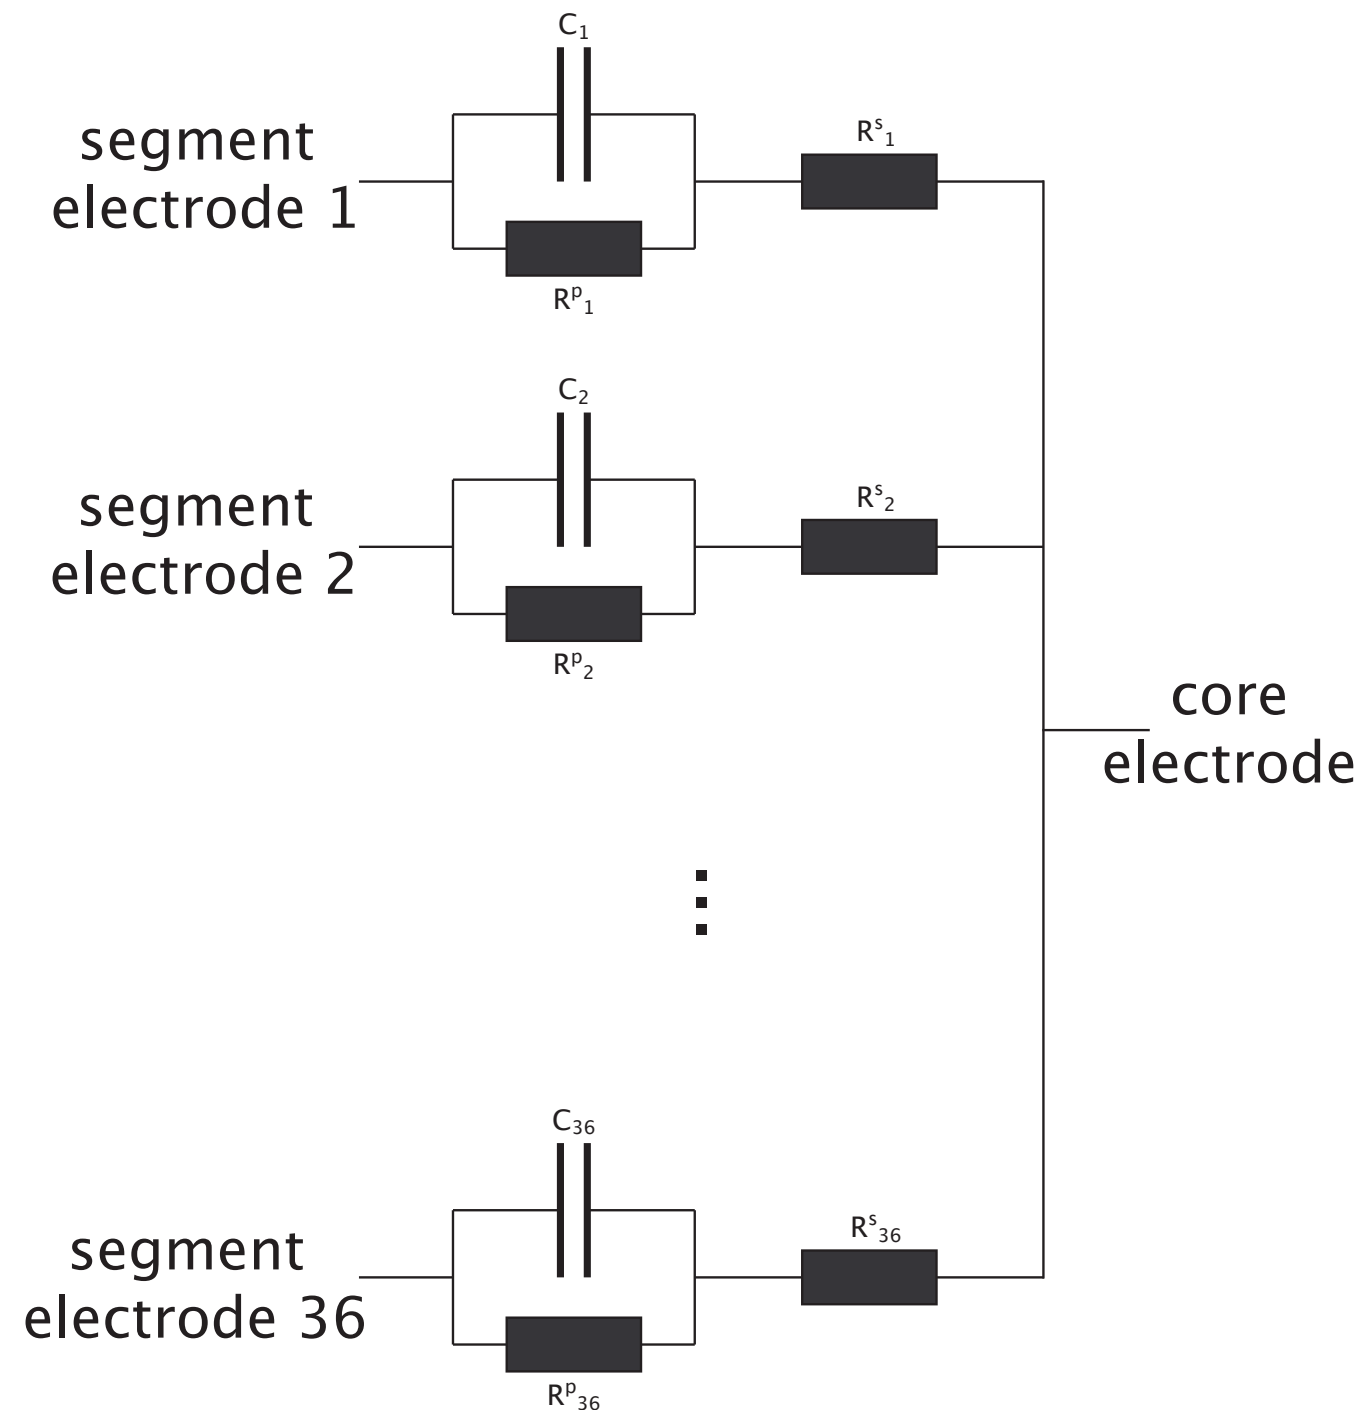 C₁
segment
electrode 1
Rˢ₁
Rᵖ₁
C₂
segment
electrode 2
Rˢ₂
Rᵖ₂
core
electrode
C₃₆
segment
electrode 36
Rˢ₃₆
Rᵖ₃₆